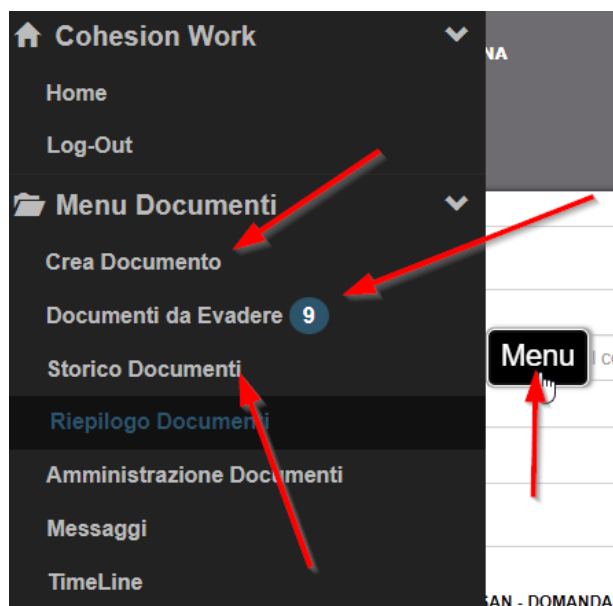 Cohesion Work
NA
Home
Log-Out
Menu Documenti
Crea Documento
Documenti da Evadere 9
Storico Documenti
Menu
Riepilogo Documenti
Amministrazione Documenti
Messaggi
TimeLine
SAN - DOMANDA